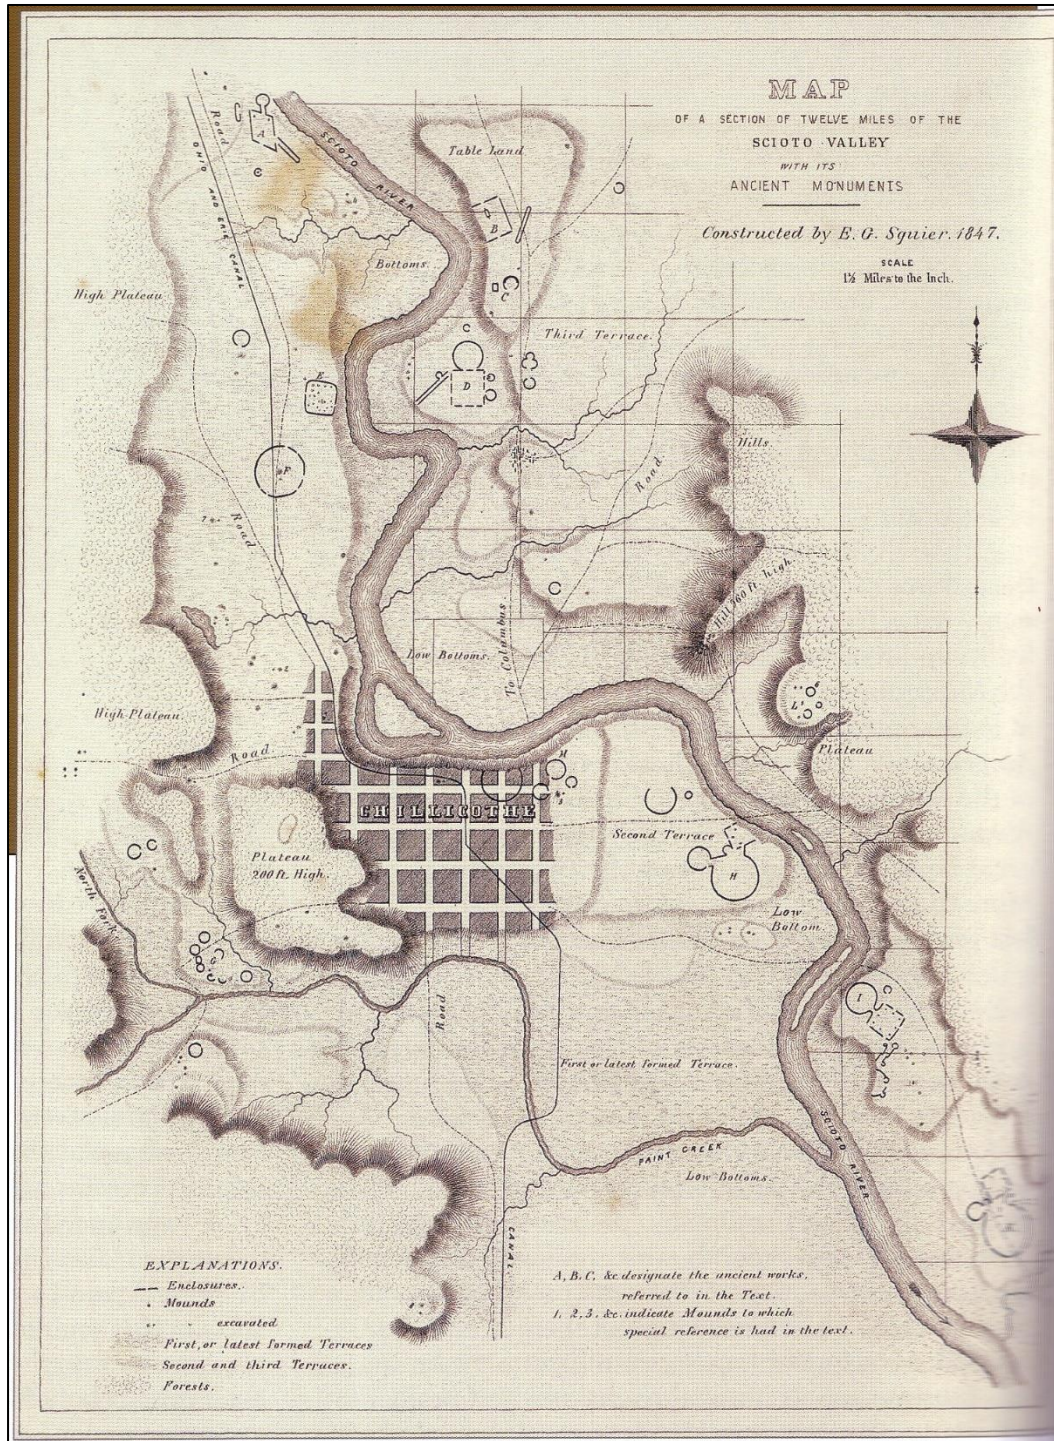 MAP
OF A SECTION OF TWELVE MILES OF THE
SCIOTO VALLEY
WITH ITS
ANCIENT MONUMENTS
Constructed by E. G. Squier. 1847.
SCALE
1½ Miles to the Inch.
Road
OHIO AND ERIE CANAL
A
SCIOTO RIVER
Table Land
B
Bottoms.
C
High Plateau
Third Terrace.
C
D
E
Hills.
F
Road
Road
7
Hill 360 ft. high
To Columbus
Low Bottoms.
2
L
High Plateau.
Road
Plateau
M
CHILLICOTHE
Second Terrace
Plateau
200 ft. High.
H
North Fork
Low
Bottom.
G
I
Road
First or latest formed Terrace.
SCIOTO RIVER
PAINT CREEK
Low Bottoms.
CANAL.
K
EXPLANATIONS.
Enclosures.
Mounds
" excavated
First, or latest formed Terraces
Second and third Terraces.
Forests.
A, B, C, &c. designate the ancient works,
referred to in the Text.
1, 2, 3, &c. indicate Mounds to which
special reference is had in the text.